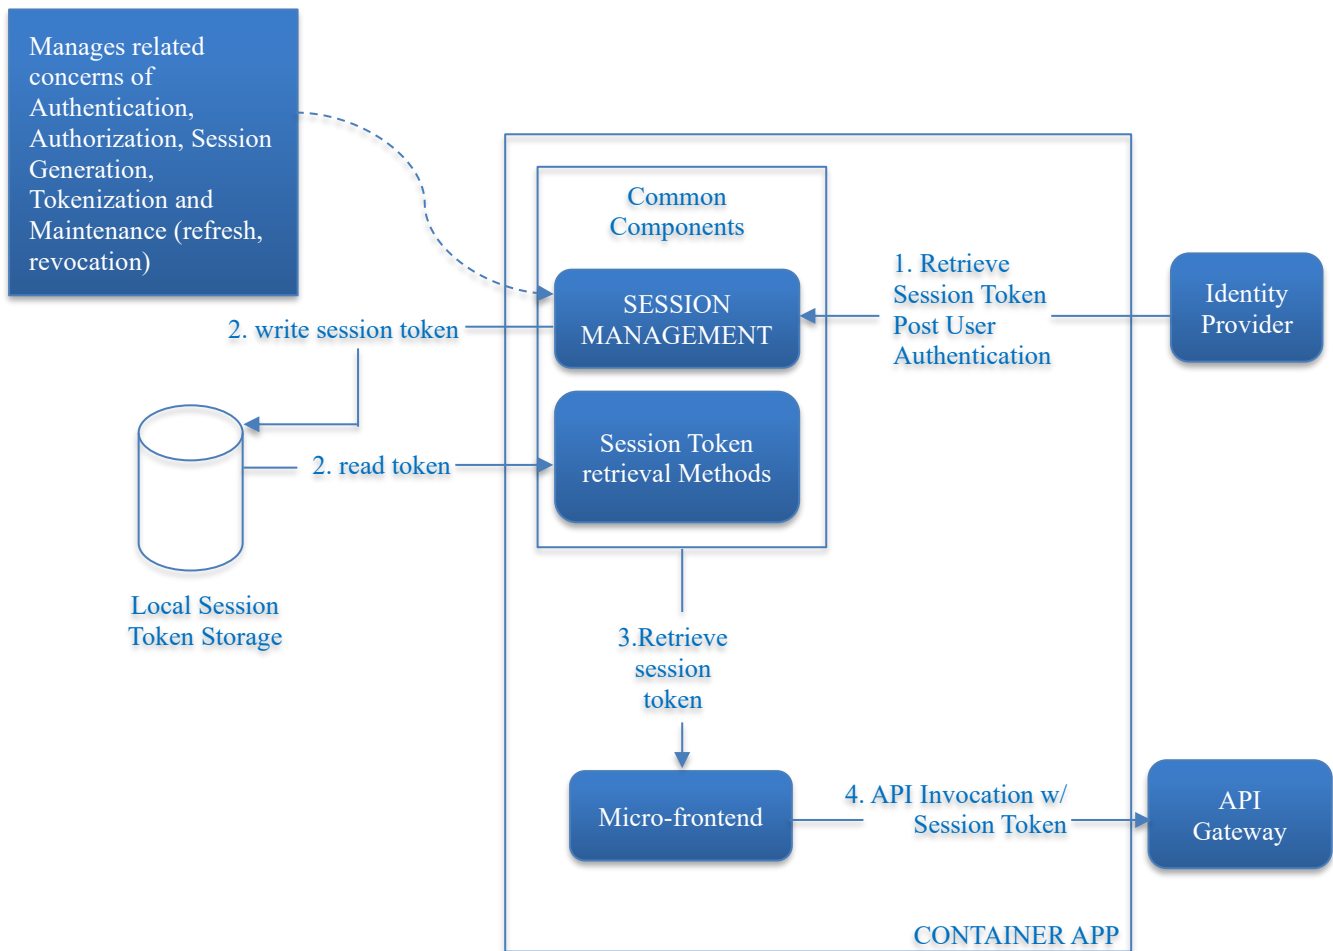 Manages related
concerns of
Authentication,
Authorization, Session
Generation,
Tokenization and
Maintenance (refresh,
revocation)
Common
Components
SESSION
MANAGEMENT
1. Retrieve
Session Token
Post User
Authentication
Identity
Provider
2. write session token
Session Token
retrieval Methods
2. read token
Local Session
Token Storage
3.Retrieve
session
token
Micro-frontend
4. API Invocation w/
Session Token
API
Gateway
CONTAINER APP